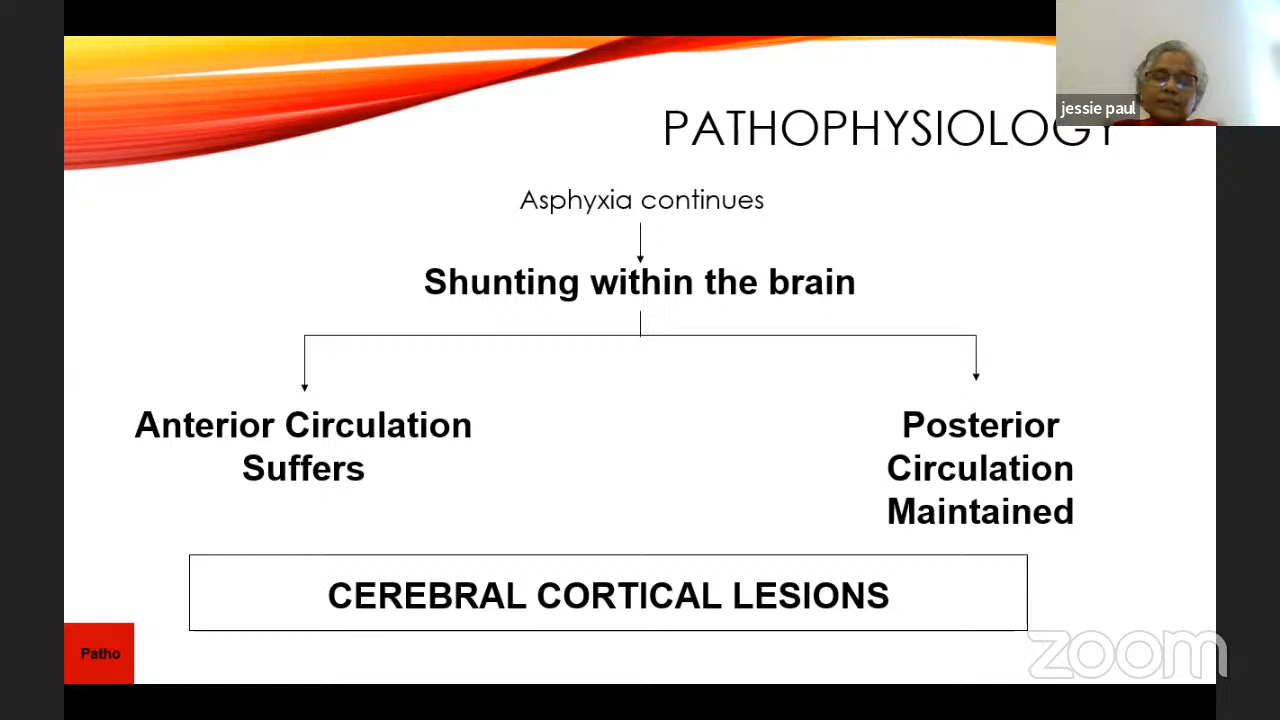 jessie paul
PATHOPHYSIOLOGY
Asphyxia continues
Shunting within the brain
Anterior Circulation
Suffers
Posterior
Circulation
Maintained
CEREBRAL CORTICAL LESIONS
Patho
zoom